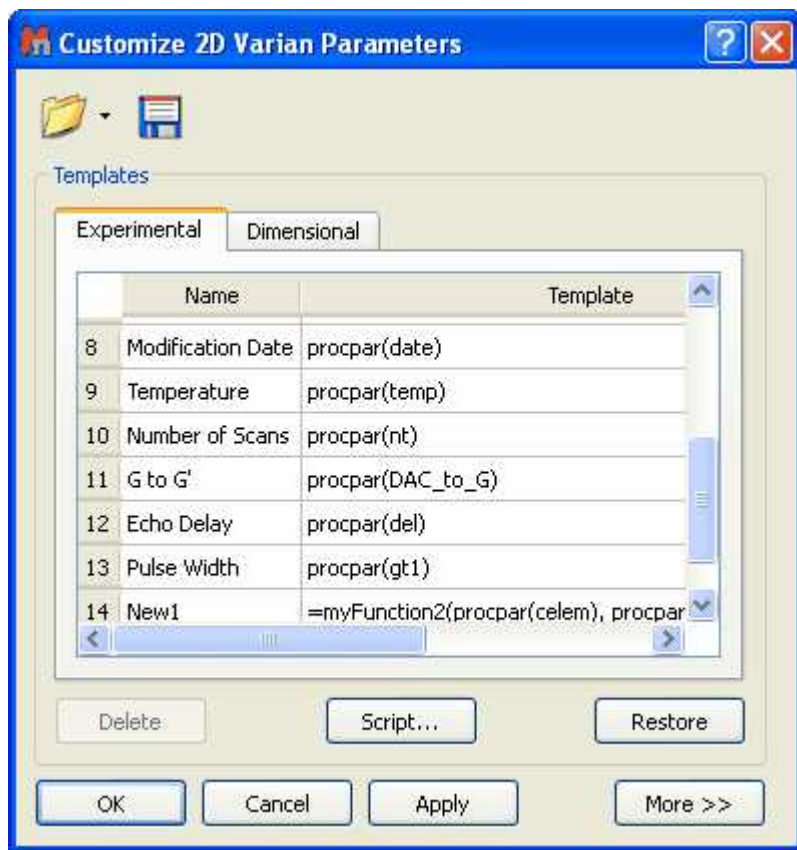 Customize 2D Varian Parameters
Templates
Experimental Dimensional
Name Template
8 Modification Date procpar(date)
9 Temperature procpar(temp)
10 Number of Scans procpar(nt)
11 G to G' procpar(DAC_to_G)
12 Echo Delay procpar(del)
13 Pulse Width procpar(gt1)
14 New1 =myFunction2(procpar(celem), procpar
Delete Script... Restore
OK Cancel Apply More >>